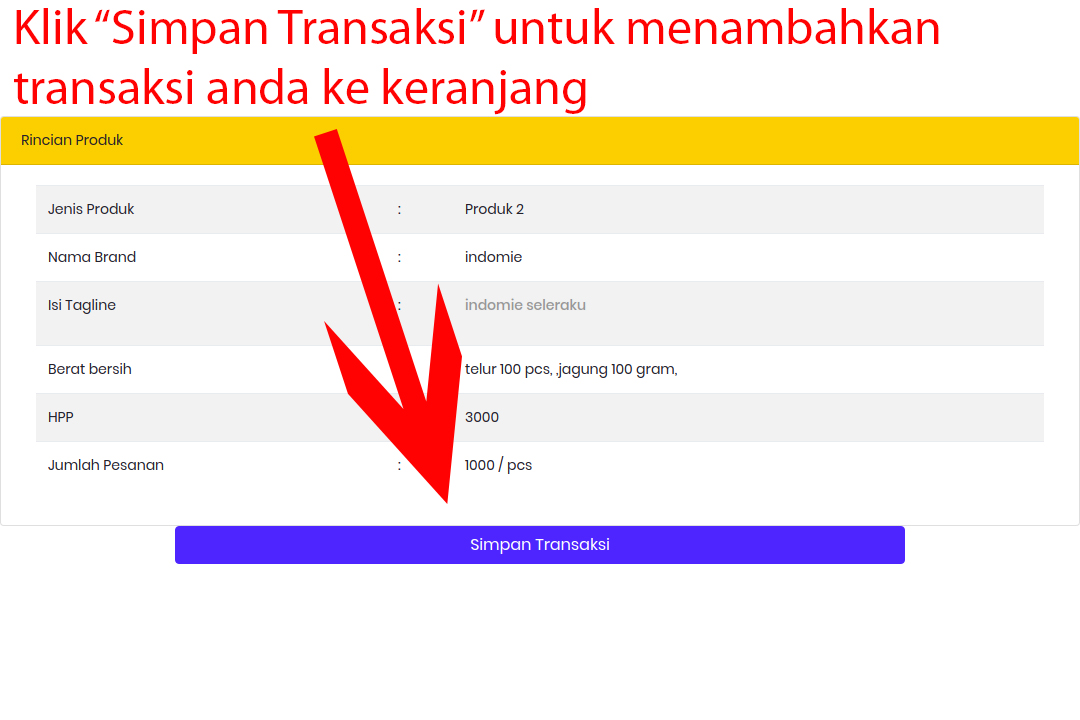 Klik “Simpan Transaksi” untuk menambahkan
transaksi anda ke keranjang
Rincian Produk
Jenis Produk : Produk 2
Nama Brand : indomie
Isi Tagline : indomie seleraku
Berat bersih telur 100 pcs, ,jagung 100 gram,
HPP 3000
Jumlah Pesanan : 1000 / pcs
Simpan Transaksi